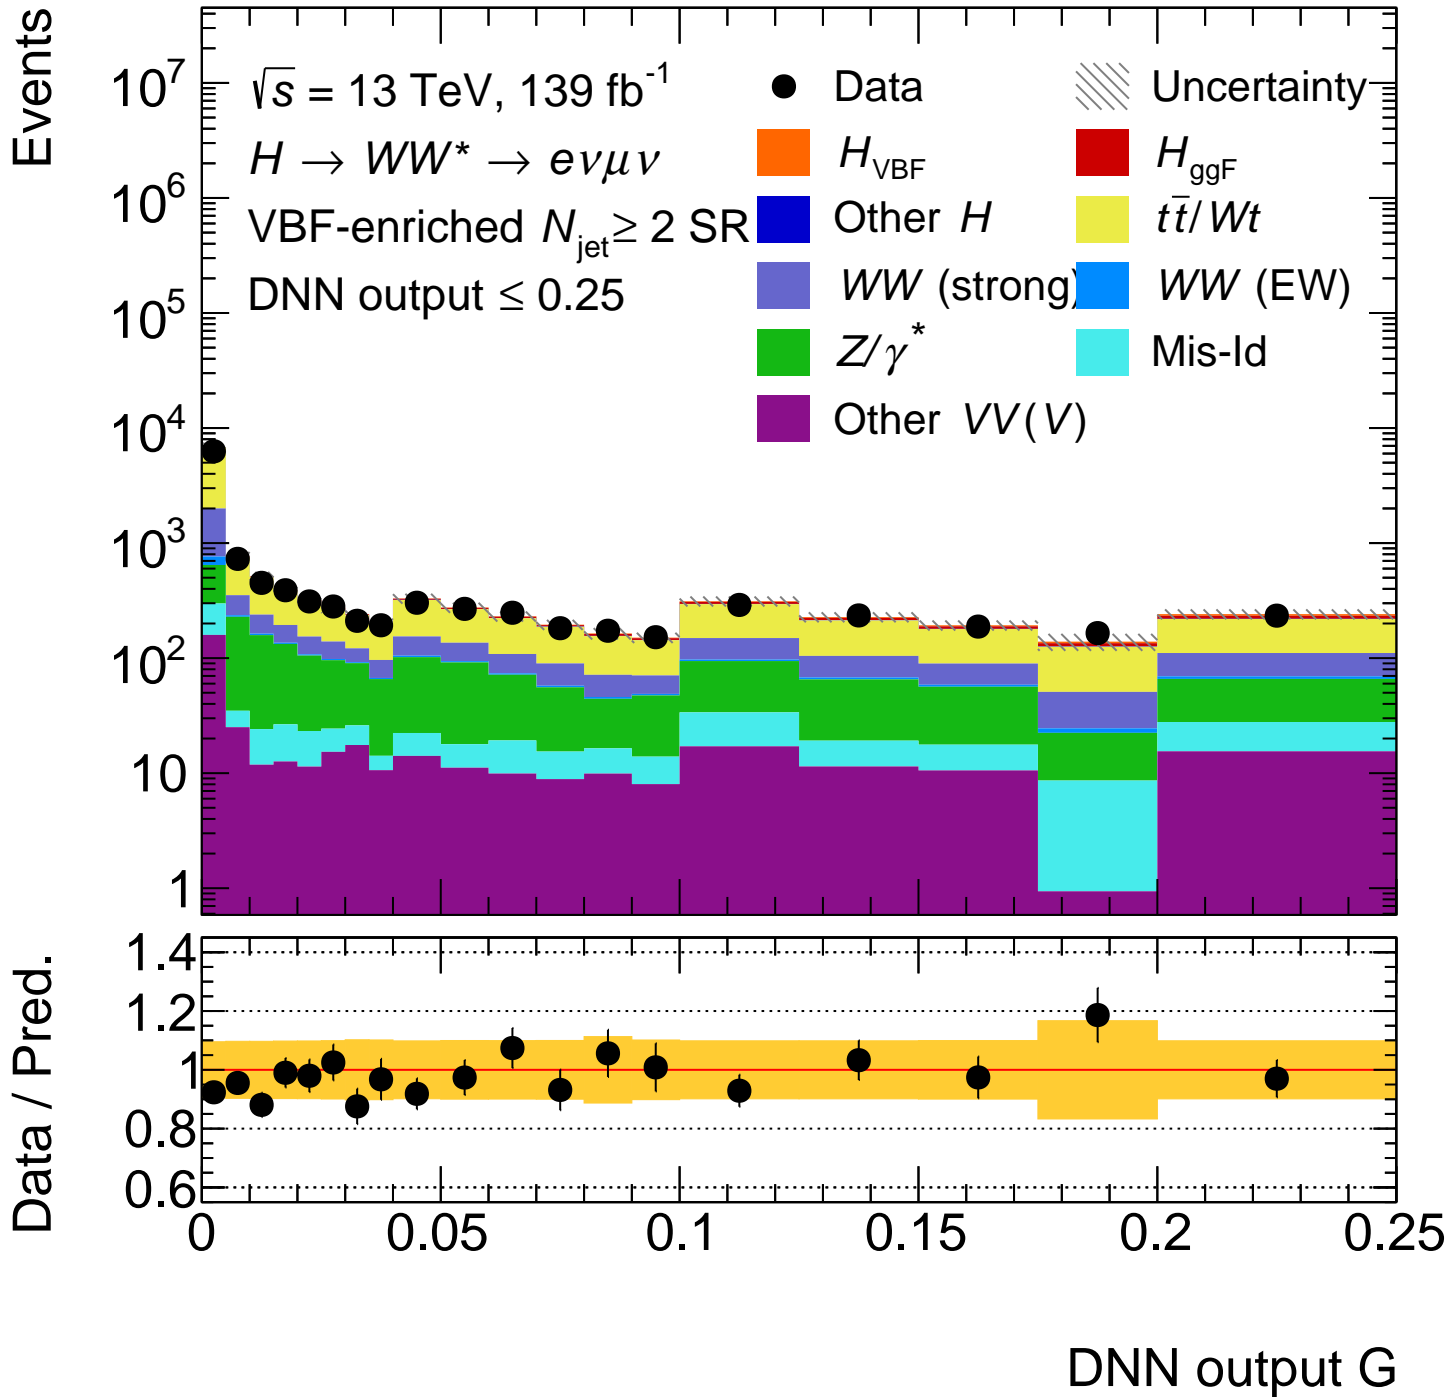 Events
10⁷
10⁶
10⁵
10⁴
10³
10²
10
1
√s = 13 TeV, 139 fb⁻¹
H → WW* → eνμν
VBF-enriched N_jet ≥ 2 SR
DNN output ≤ 0.25
Data
Uncertainty
H_VBF
H_ggF
Other H
tt̅/Wt
WW (strong)
WW (EW)
Z/γ*
Mis-Id
Other VV(V)
Data / Pred.
1.4
1.2
1
0.8
0.6
0
0.05
0.1
0.15
0.2
0.25
DNN output G